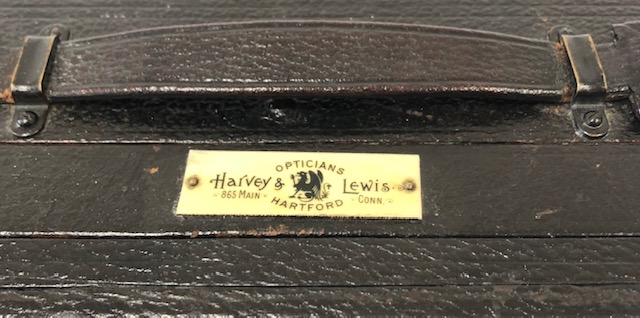 OPTICIANS
Harvey & Lewis
865 MAIN - CONN.
HARTFORD